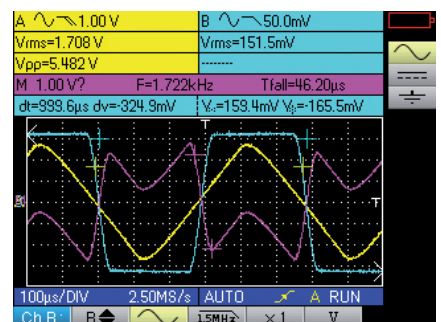 A 1.00 V B 50.0mV
Vrms=1.708 V Vrms=151.5mV
Vpp=5.482 V --------
M 1.00 V? F=1.722kHz Tfall=46.20µs
dt=999.6µs dv=-324.9mV =159.4mV =-165.5mV
T
T
100µs/DIV 2.50MS/s AUTO A RUN
Ch B: B 15MHz ×1 V